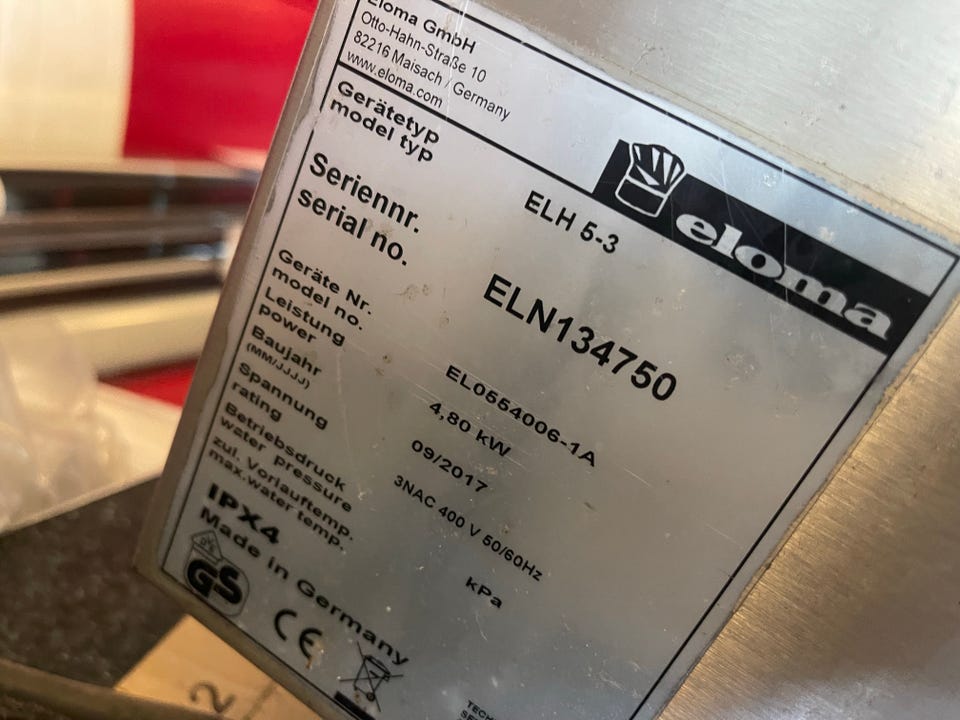 Eloma GmbH
Otto-Hahn-Straße 10
82216 Maisach / Germany
www.eloma.com
eloma
Gerätetyp
model typ
ELH 5-3
Seriennr.
serial no.
ELN134750
Geräte Nr.
model no.
EL0554006-1A
Leistung
power
4,80 kW
Baujahr
(MM/JJJJ)
09/2017
Spannung
rating
3NAC 400 V 50/60Hz
Betriebsdruck
water pressure
kPa
zul. Vorlauftemp.
max.water temp.
IPX4
Made in Germany
GS
CE
2